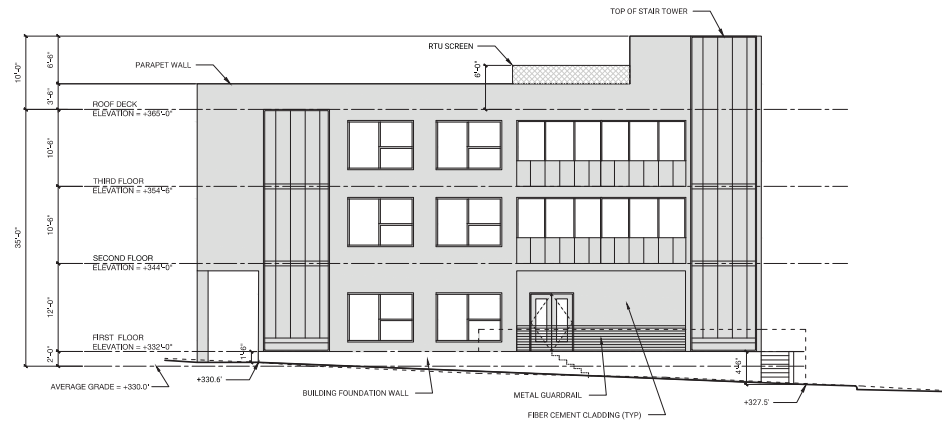 TOP OF STAIR TOWER
RTU SCREEN
PARAPET WALL
10'-0"
6'-6"
6'-0"
3'-6"
ROOF DECK
ELEVATION = +365'-0"
10'-6"
THIRD FLOOR
ELEVATION = +354'-6"
35'-0"
10'-6"
SECOND FLOOR
ELEVATION = +344'-0"
12'-0"
FIRST FLOOR
ELEVATION = +332'-0"
2'-0"
1'-6"
4'-6"
AVERAGE GRADE = +330.0'
+330.6'
BUILDING FOUNDATION WALL
METAL GUARDRAIL
+327.5'
FIBER CEMENT CLADDING (TYP)